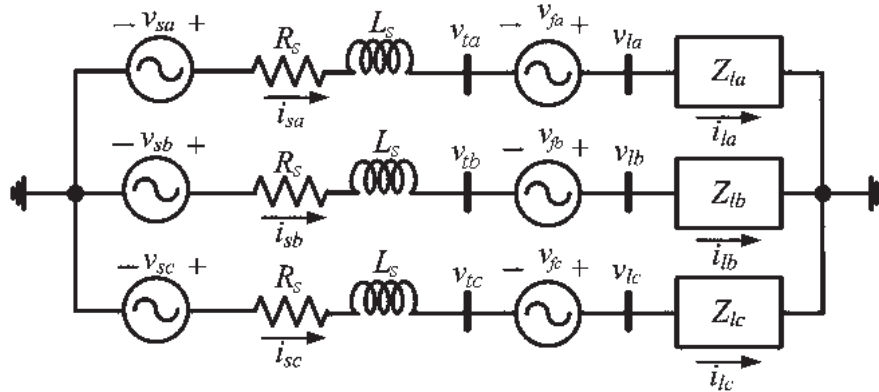 − v_sa + R_s L_s v_ta − v_fa + v_la Z_la
i_sa i_la
− v_sb + R_s L_s v_tb − v_fb + v_lb Z_lb
i_sb i_lb
− v_sc + R_s L_s v_tc − v_fc + v_lc Z_lc
i_sc i_lc